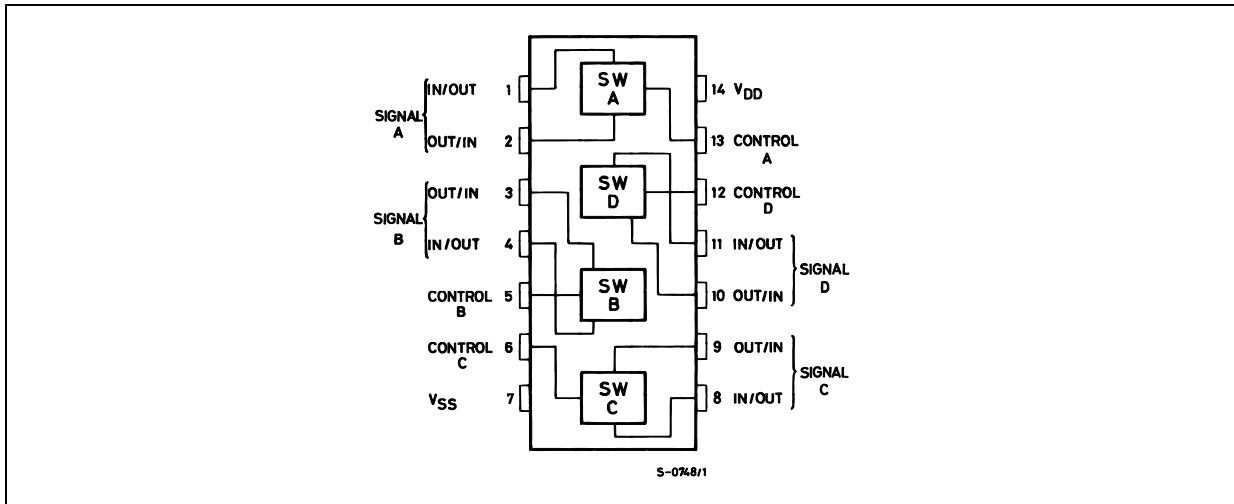 IN/OUT 1
SIGNAL A
OUT/IN 2
OUT/IN 3
SIGNAL B
IN/OUT 4
CONTROL B 5
CONTROL C 6
VSS 7
SW A
SW D
SW B
SW C
14 VDD
13 CONTROL A
12 CONTROL D
11 IN/OUT
SIGNAL D
10 OUT/IN
9 OUT/IN
SIGNAL C
8 IN/OUT
S-0748/1